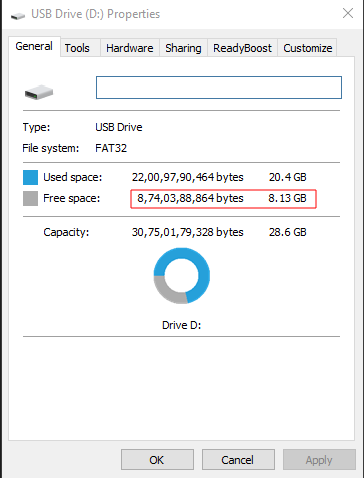 USB Drive (D:) Properties
General Tools Hardware Sharing ReadyBoost Customize
Type: USB Drive
File system: FAT32
Used space: 22,00,97,90,464 bytes 20.4 GB
Free space: 8,74,03,88,864 bytes 8.13 GB
Capacity: 30,75,01,79,328 bytes 28.6 GB
Drive D:
OK Cancel Apply